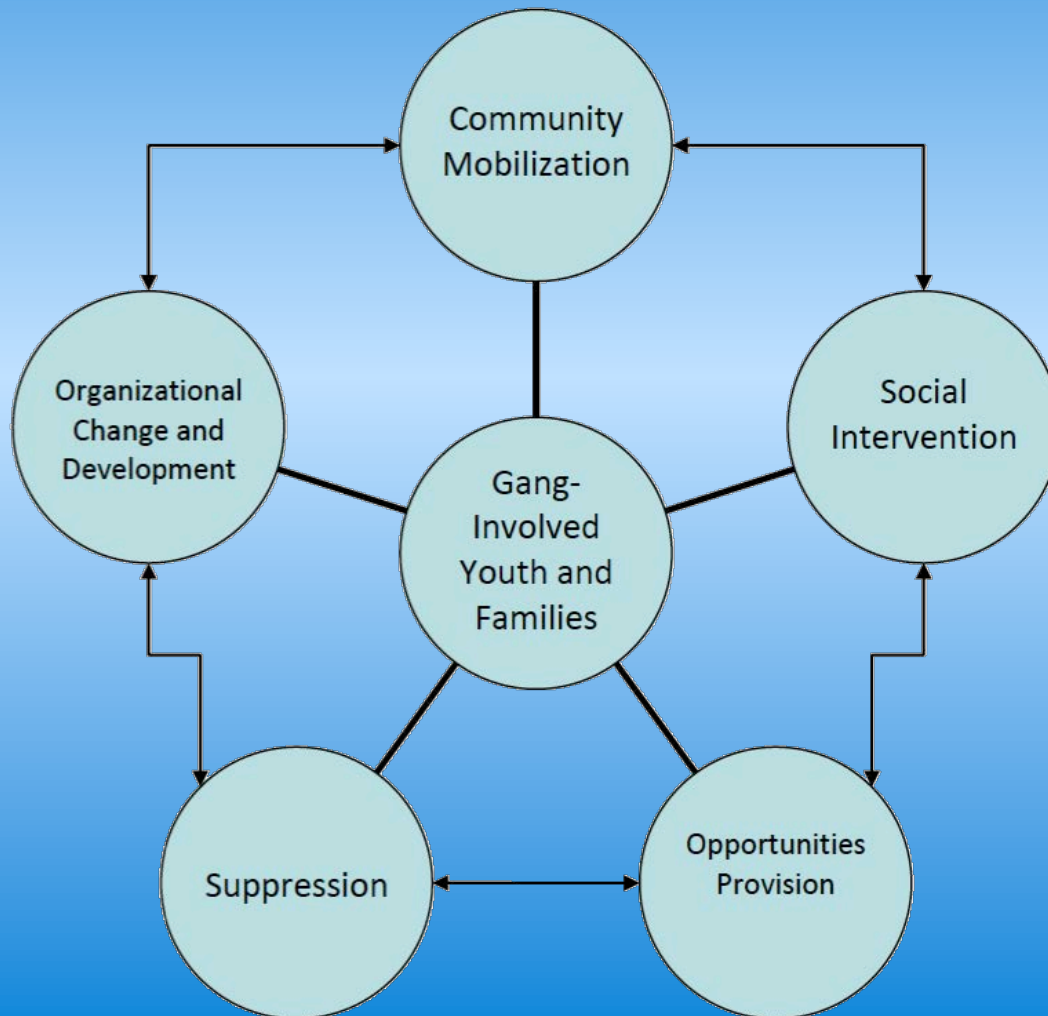 Community
Mobilization
Organizational
Change and
Development
Social
Intervention
Gang-
Involved
Youth and
Families
Suppression
Opportunities
Provision